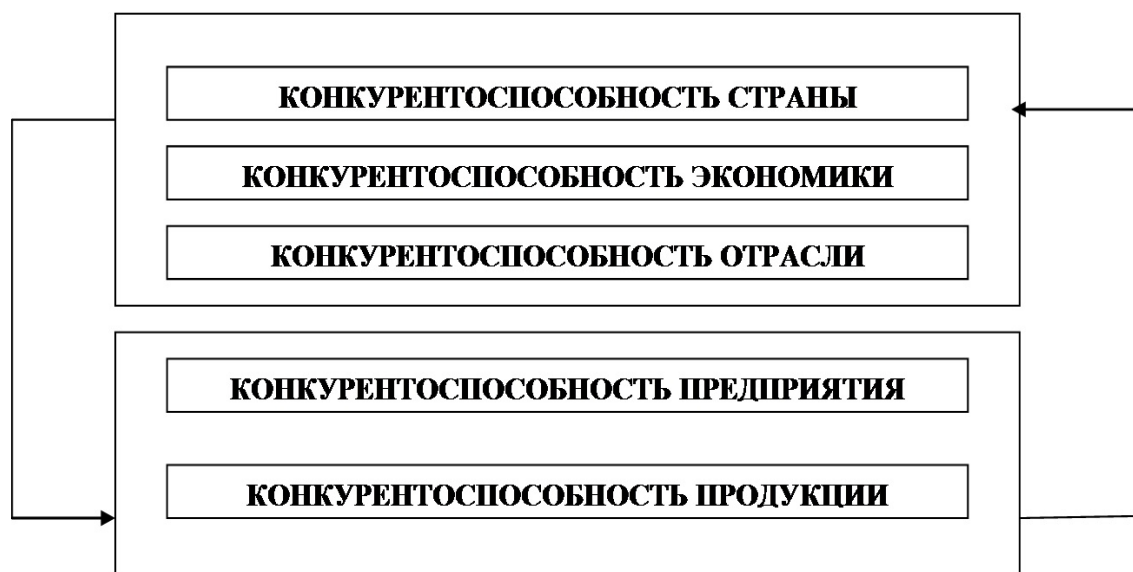 КОНКУРЕНТОСПОСОБНОСТЬ СТРАНЫ
КОНКУРЕНТОСПОСОБНОСТЬ ЭКОНОМИКИ
КОНКУРЕНТОСПОСОБНОСТЬ ОТРАСЛИ
КОНКУРЕНТОСПОСОБНОСТЬ ПРЕДПРИЯТИЯ
КОНКУРЕНТОСПОСОБНОСТЬ ПРОДУКЦИИ